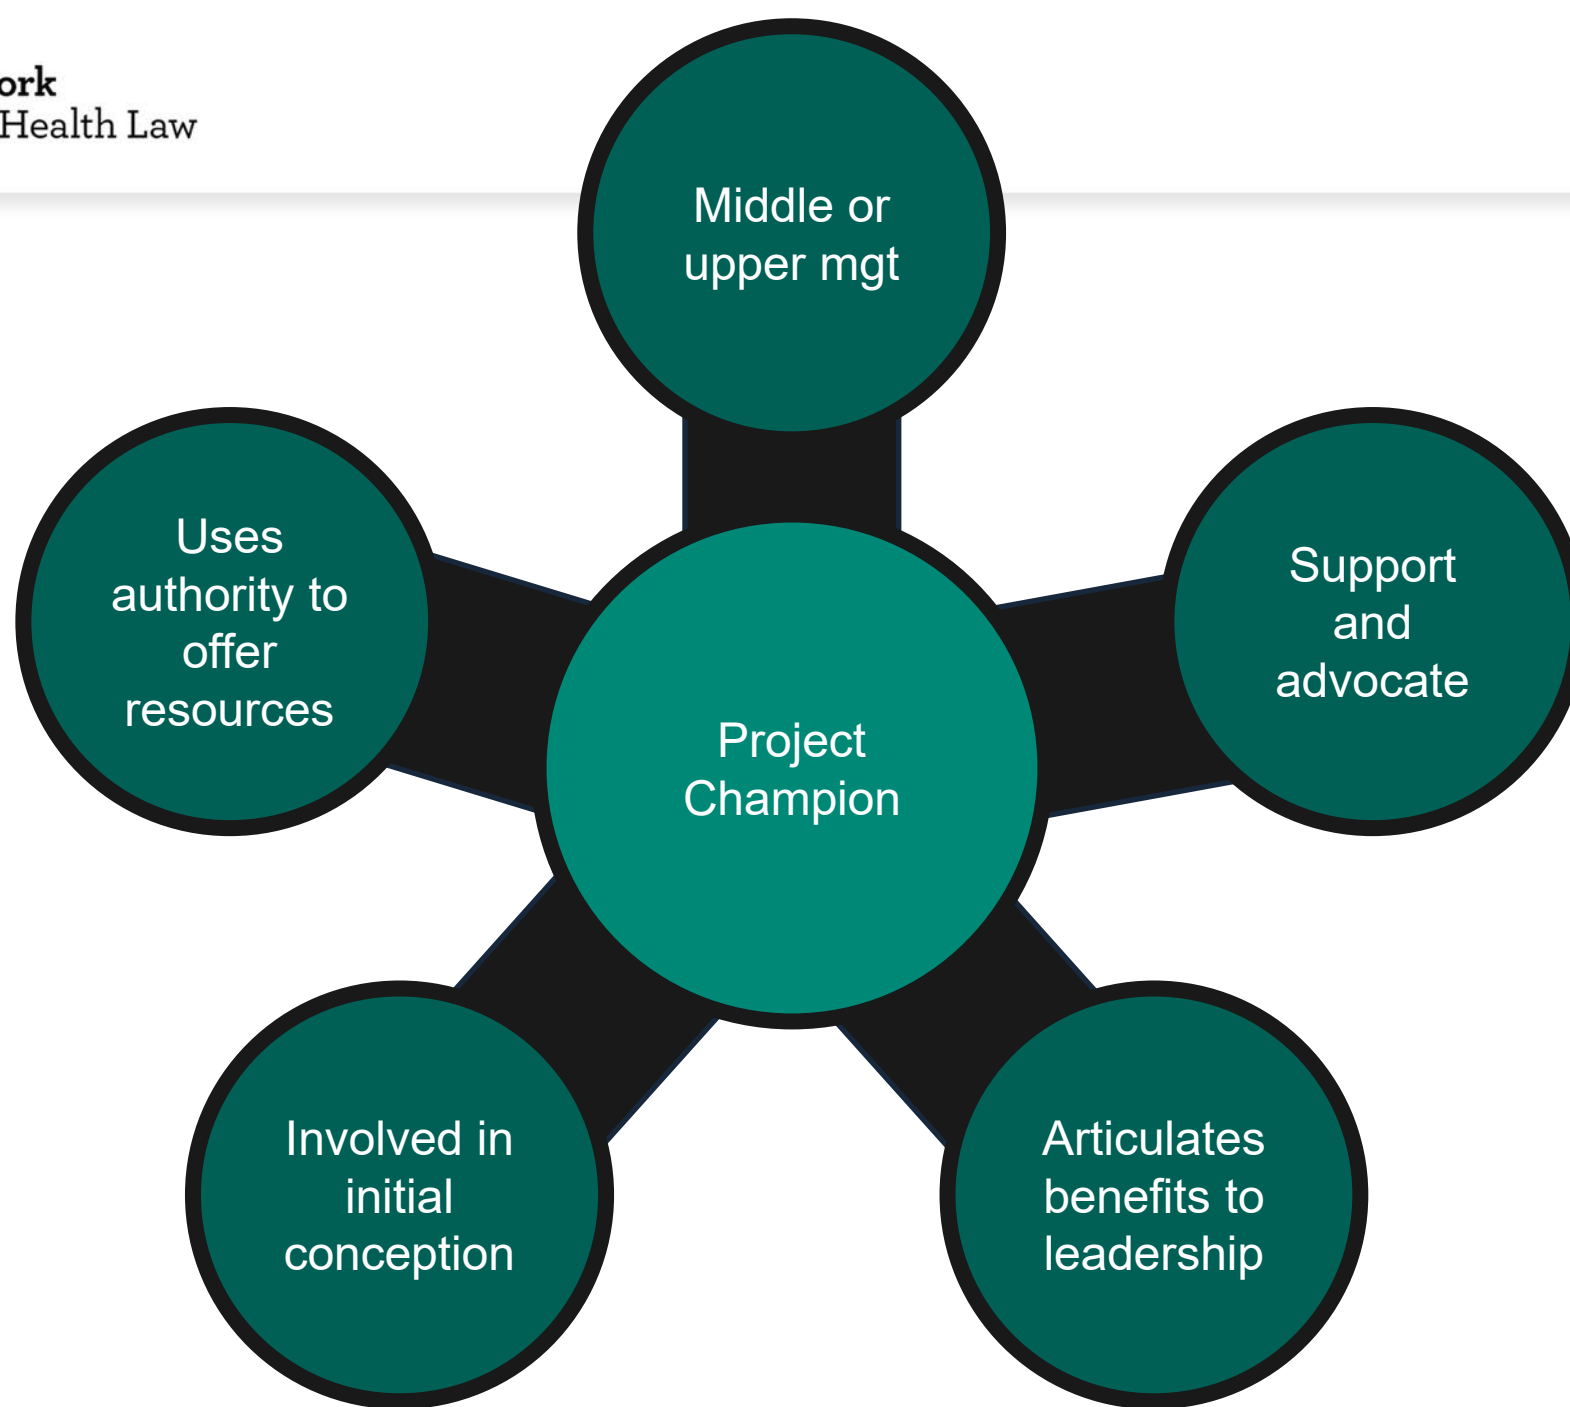 ork
Health Law
Middle or
upper mgt
Uses
authority to
offer
resources
Support
and
advocate
Project
Champion
Involved in
initial
conception
Articulates
benefits to
leadership